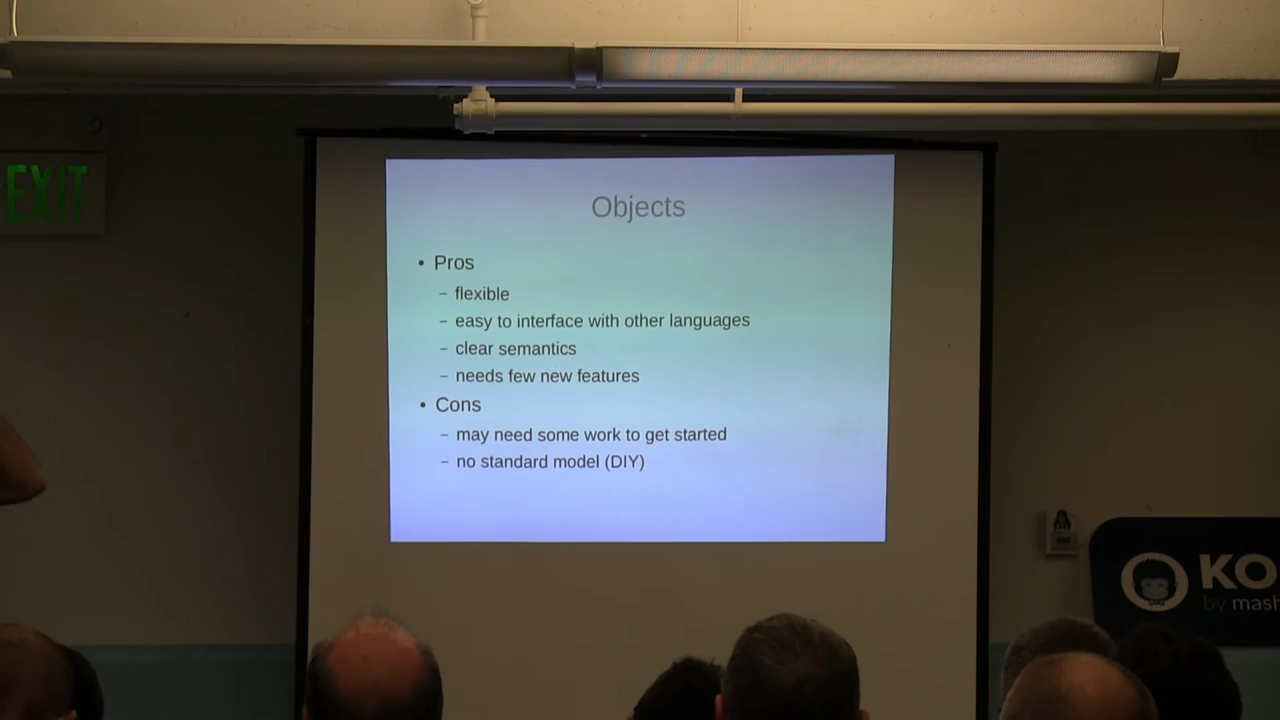 EXIT
Objects
• Pros
– flexible
– easy to interface with other languages
– clear semantics
– needs few new features
• Cons
– may need some work to get started
– no standard model (DIY)
KO
by mash